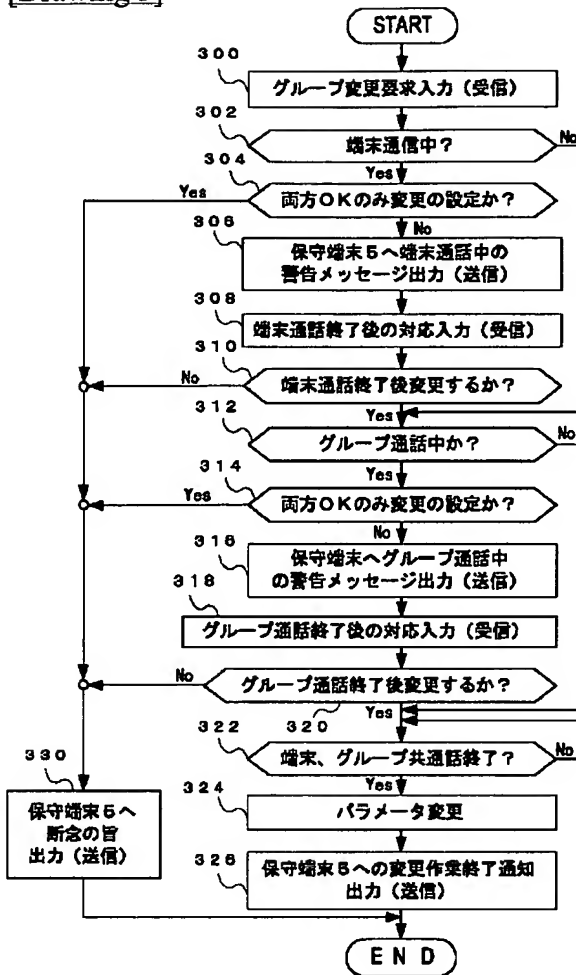 START
300
グループ変更要求入力（受信）
302
端末通信中？
No
304
Yes
Yes
両方OKのみ変更の設定か？
306
No
保守端末5へ端末通話中の
警告メッセージ出力（送信）
308
端末通話終了後の対応入力（受信）
310
No
端末通話終了後変更するか？
312
Yes
グループ通話中か？
No
314
Yes
Yes
両方OKのみ変更の設定か？
316
No
保守端末へグループ通話中
の警告メッセージ出力（送信）
318
グループ通話終了後の対応入力（受信）
No
グループ通話終了後変更するか？
320
Yes
322
端末、グループ共通話終了？
No
330
324
Yes
保守端末5へ
断念の旨
出力（送信）
パラメータ変更
326
保守端末5への変更作業終了通知
出力（送信）
END